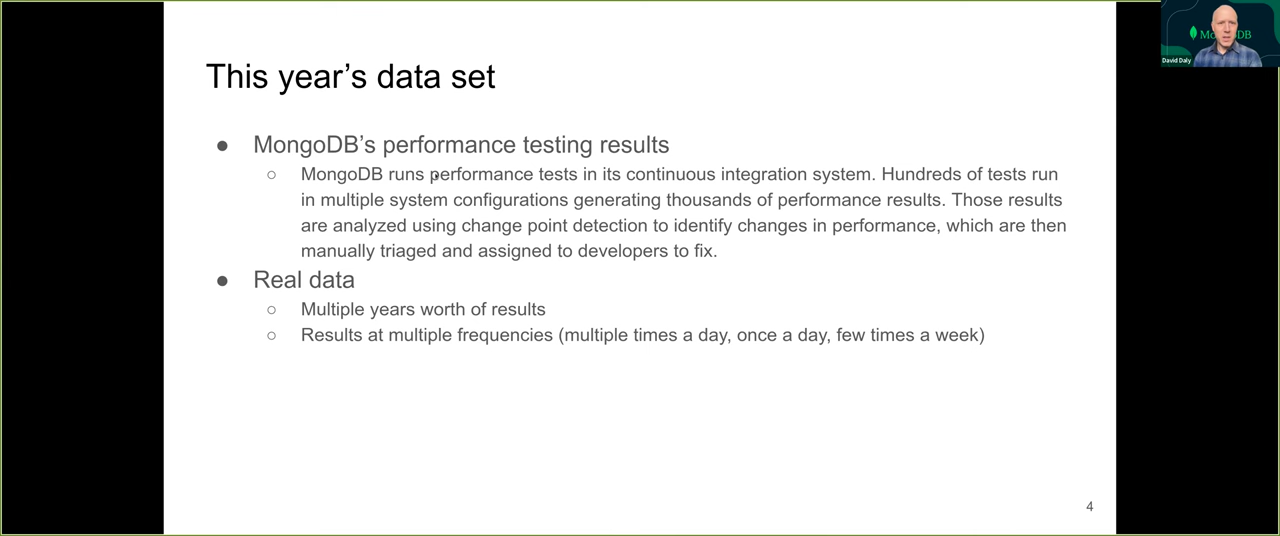 This year's data set
● MongoDB's performance testing results
○ MongoDB runs performance tests in its continuous integration system. Hundreds of tests run
in multiple system configurations generating thousands of performance results. Those results
are analyzed using change point detection to identify changes in performance, which are then
manually triaged and assigned to developers to fix.
● Real data
○ Multiple years worth of results
○ Results at multiple frequencies (multiple times a day, once a day, few times a week)
4
David Daly